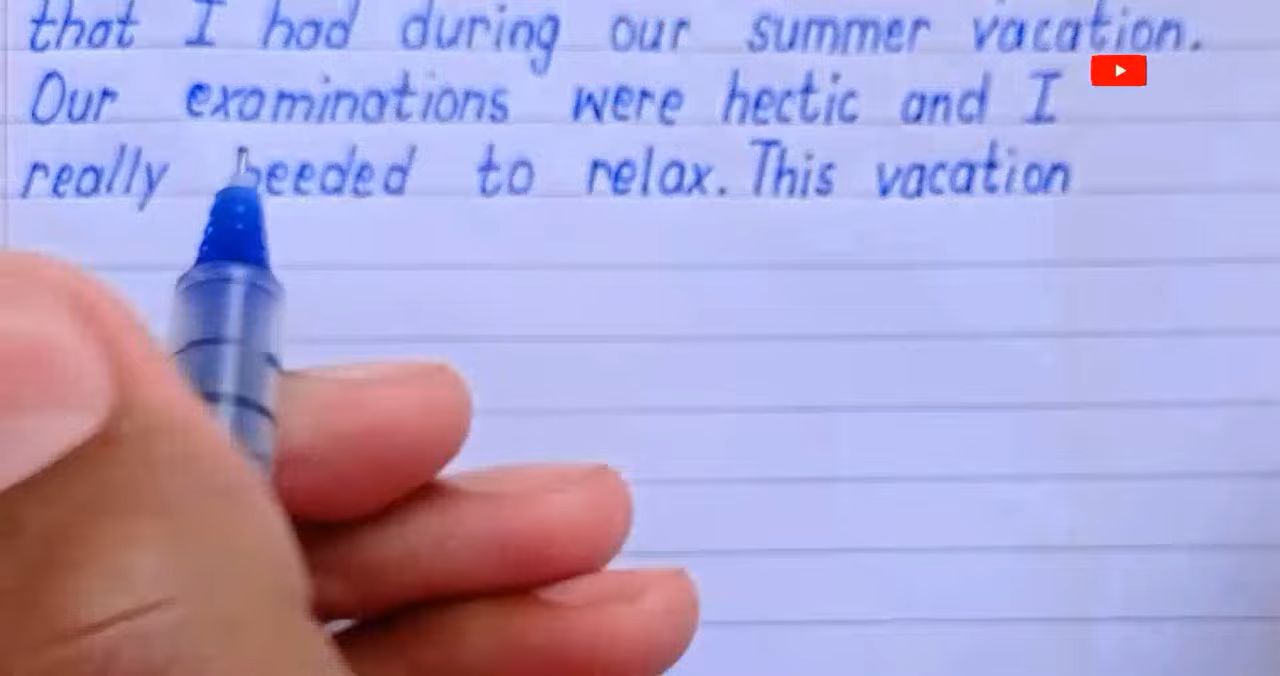 that I had during our summer vacation.
Our examinations were hectic and I
really needed to relax. This vacation